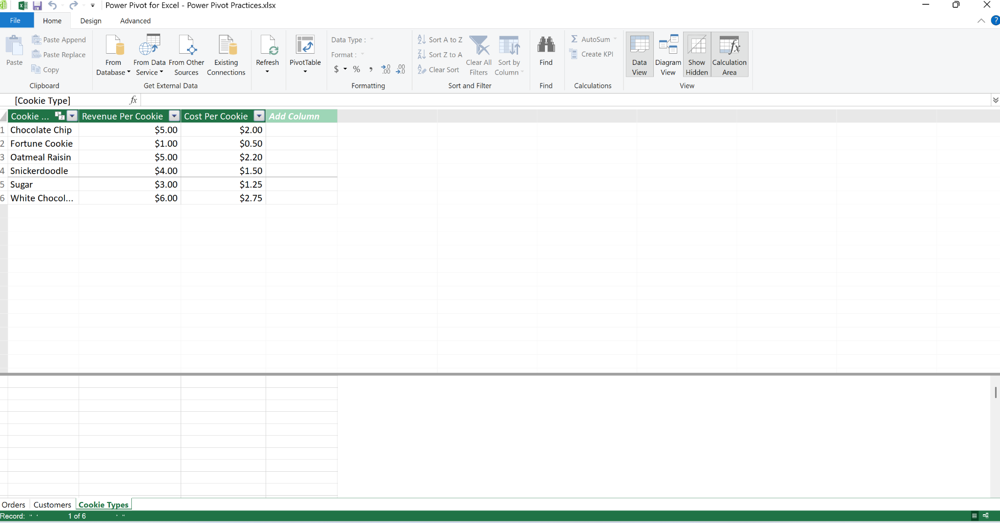 Power Pivot for Excel - Power Pivot Practices.xlsx
File Home Design Advanced
Paste Paste Append Paste Replace Copy
Clipboard
From Database From Data Service From Other Sources Existing Connections
Get External Data
Refresh
PivotTable
Data Type :
Format :
$ % , .00 .0
Formatting
Sort A to Z
Sort Z to A
Clear Sort
Clear All Filters Sort by Column
Sort and Filter
Find
Find
AutoSum
Create KPI
Calculations
Data View Diagram View Show Hidden Calculation Area
View
[Cookie Type] fx
Cookie ... Revenue Per Cookie Cost Per Cookie Add Column
1 Chocolate Chip $5.00 $2.00
2 Fortune Cookie $1.00 $0.50
3 Oatmeal Raisin $5.00 $2.20
4 Snickerdoodle $4.00 $1.50
5 Sugar $3.00 $1.25
6 White Chocol... $6.00 $2.75
Orders Customers Cookie Types
Record: 1 of 6